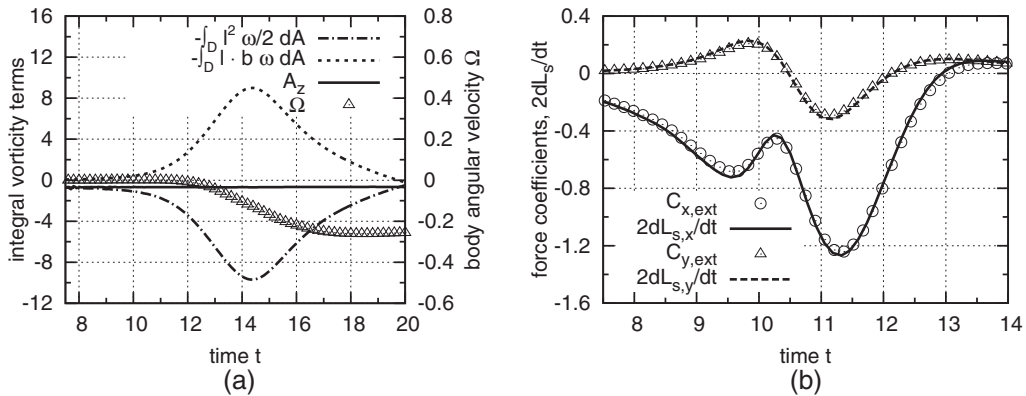 16
12
8
4
0
-4
-8
-12
integral vorticity terms
-∫D l² ω/2 dA
-∫D l · b ω dA
Az
Ω
0.8
0.6
0.4
0.2
0
-0.2
-0.4
-0.6
body angular velocity Ω
8 10 12 14 16 18 20
time t
(a)
0.4
0
-0.4
-0.8
-1.2
-1.6
force coefficients, 2dLs/dt
Cx,ext
2dLs,x/dt
Cy,ext
2dLs,y/dt
8 9 10 11 12 13 14
time t
(b)